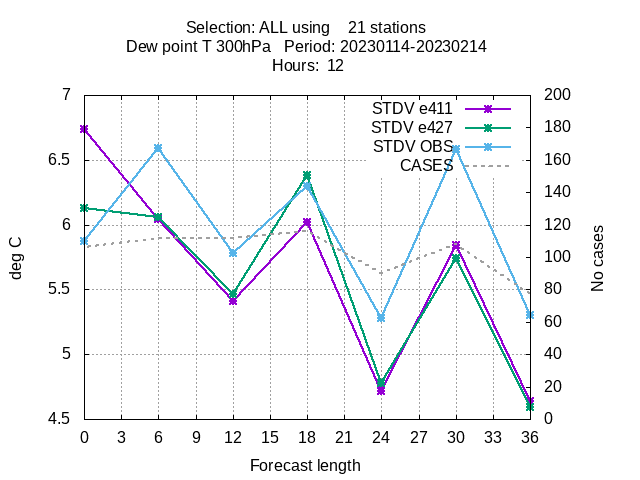 Selection: ALL using 21 stations
Dew point T 300hPa Period: 20230114-20230214
Hours: 12
7
6.5
6
5.5
5
4.5
deg C
200
180
160
140
120
100
80
60
40
20
0
No cases
STDV e411
STDV e427
STDV OBS
CASES
0 3 6 9 12 15 18 21 24 27 30 33 36
Forecast length